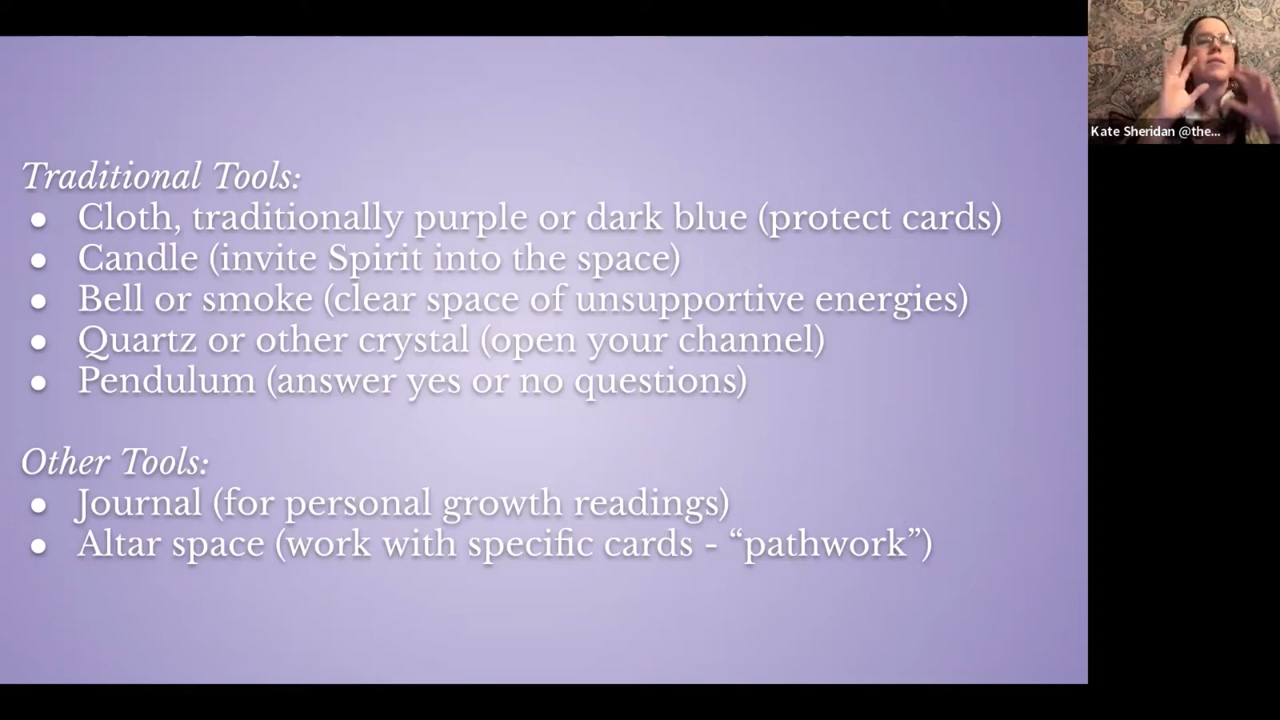 Traditional Tools:
● Cloth, traditionally purple or dark blue (protect cards)
● Candle (invite Spirit into the space)
● Bell or smoke (clear space of unsupportive energies)
● Quartz or other crystal (open your channel)
● Pendulum (answer yes or no questions)
Other Tools:
● Journal (for personal growth readings)
● Altar space (work with specific cards - “pathwork”)
Kate Sheridan @the...